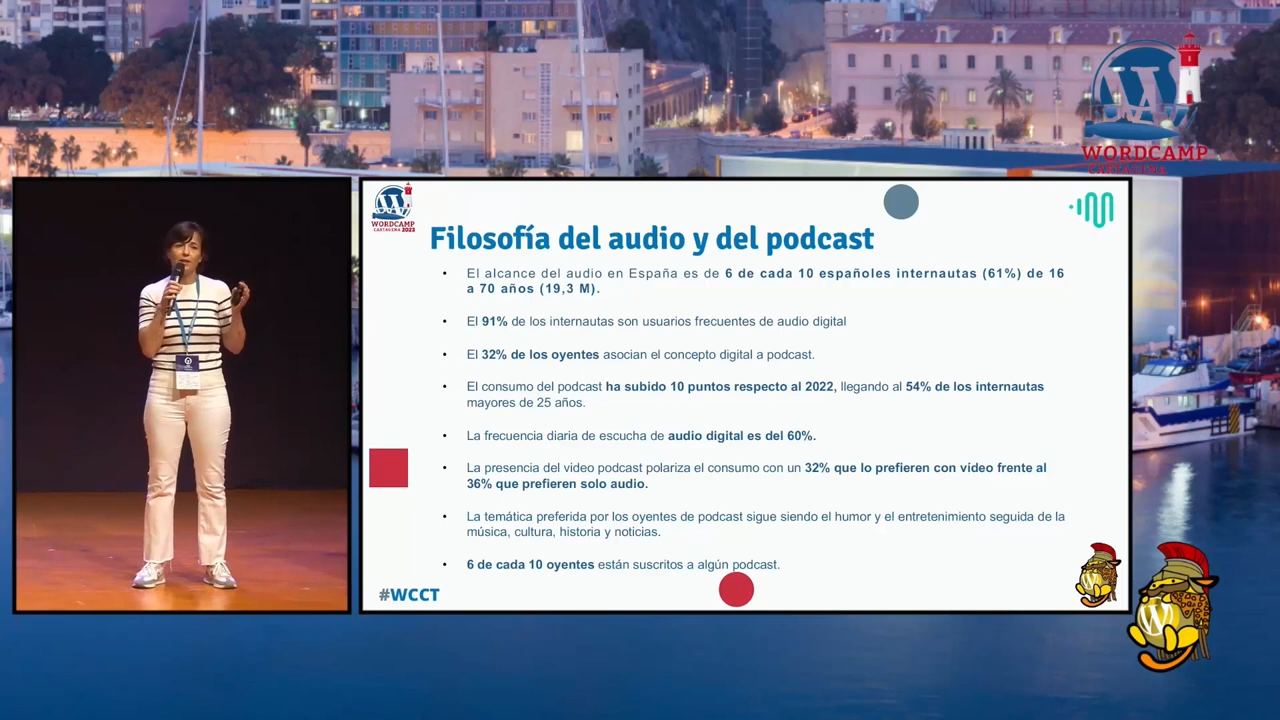 WORDCAMP
CARTAGENA
WORDCAMP
CARTAGENA 2023
Filosofía del audio y del podcast
• El alcance del audio en España es de 6 de cada 10 españoles internautas (61%) de 16
a 70 años (19,3 M).
• El 91% de los internautas son usuarios frecuentes de audio digital
• El 32% de los oyentes asocian el concepto digital a podcast.
• El consumo del podcast ha subido 10 puntos respecto al 2022, llegando al 54% de los internautas
mayores de 25 años.
• La frecuencia diaria de escucha de audio digital es del 60%.
• La presencia del video podcast polariza el consumo con un 32% que lo prefieren con vídeo frente al
36% que prefieren solo audio.
• La temática preferida por los oyentes de podcast sigue siendo el humor y el entretenimiento seguida de la
música, cultura, historia y noticias.
• 6 de cada 10 oyentes están suscritos a algún podcast.
#WCCT